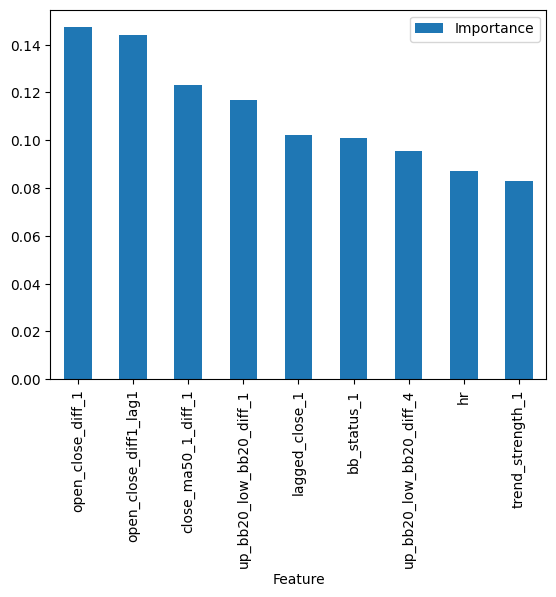 Importance
0.14
0.12
0.10
0.08
0.06
0.04
0.02
0.00
open_close_diff_1
open_close_diff1_lag1
close_ma50_1_diff_1
up_bb20_low_bb20_diff_1
lagged_close_1
bb_status_1
up_bb20_low_bb20_diff_4
hr
trend_strength_1
Feature